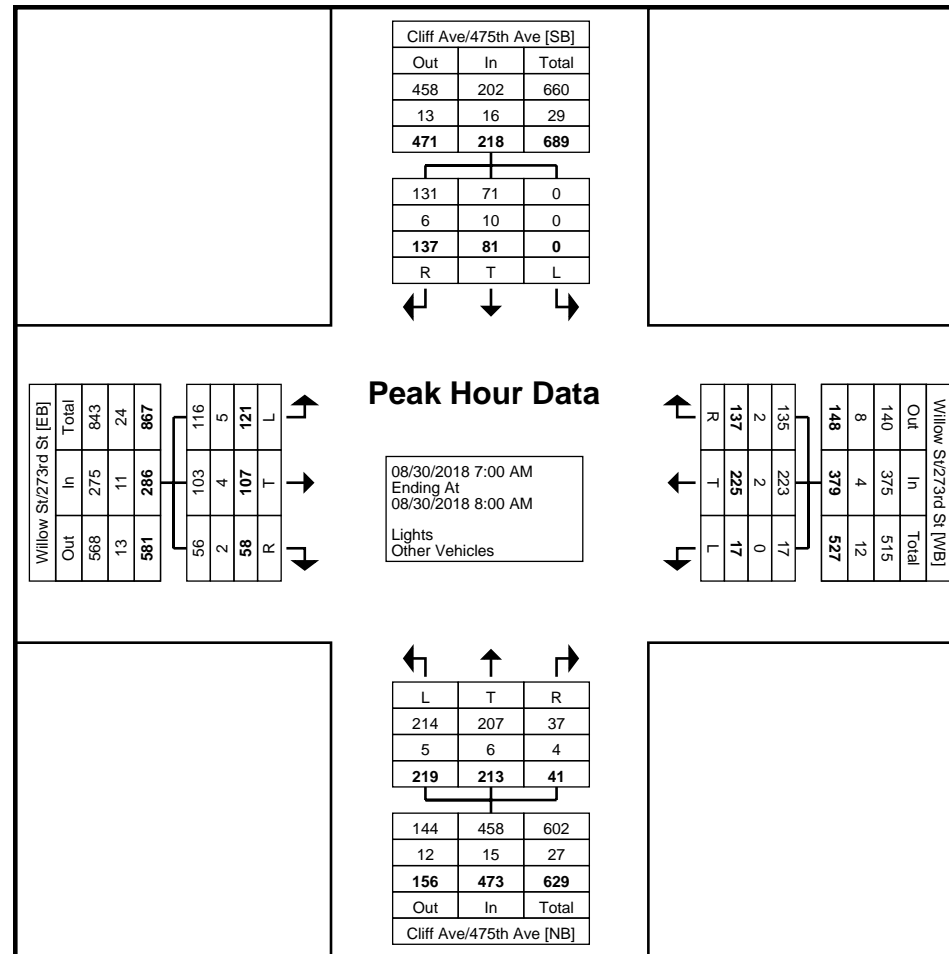 Cliff Ave/475th Ave [SB]
Out In Total
458 202 660
13 16 29
471 218 689
131 71 0
6 10 0
137 81 0
R T L
Peak Hour Data
08/30/2018 7:00 AM
Ending At
08/30/2018 8:00 AM
Lights
Other Vehicles
Willow St/273rd St [EB]
Out In Total
568 275 843
13 11 24
581 286 867
56 103 116
2 4 5
58 107 121
R T L
Willow St/273rd St [WB]
Out In Total
140 375 515
8 4 12
148 379 527
135 223 17
2 2 0
137 225 17
R T L
L T R
214 207 37
5 6 4
219 213 41
144 458 602
12 15 27
156 473 629
Out In Total
Cliff Ave/475th Ave [NB]